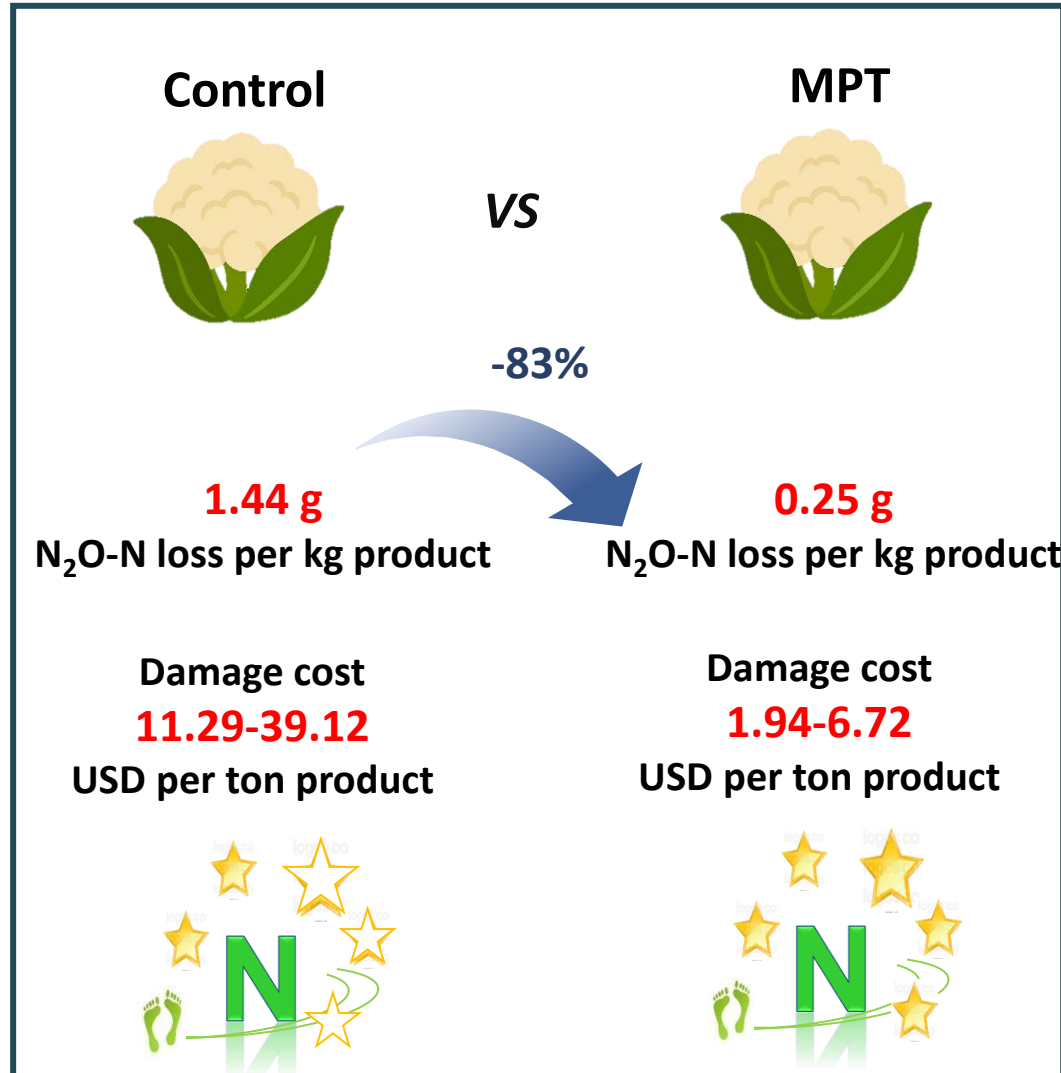 Control
MPT
VS
-83%
1.44 g
N₂O-N loss per kg product
0.25 g
N₂O-N loss per kg product
Damage cost
11.29-39.12
USD per ton product
Damage cost
1.94-6.72
USD per ton product
N
N